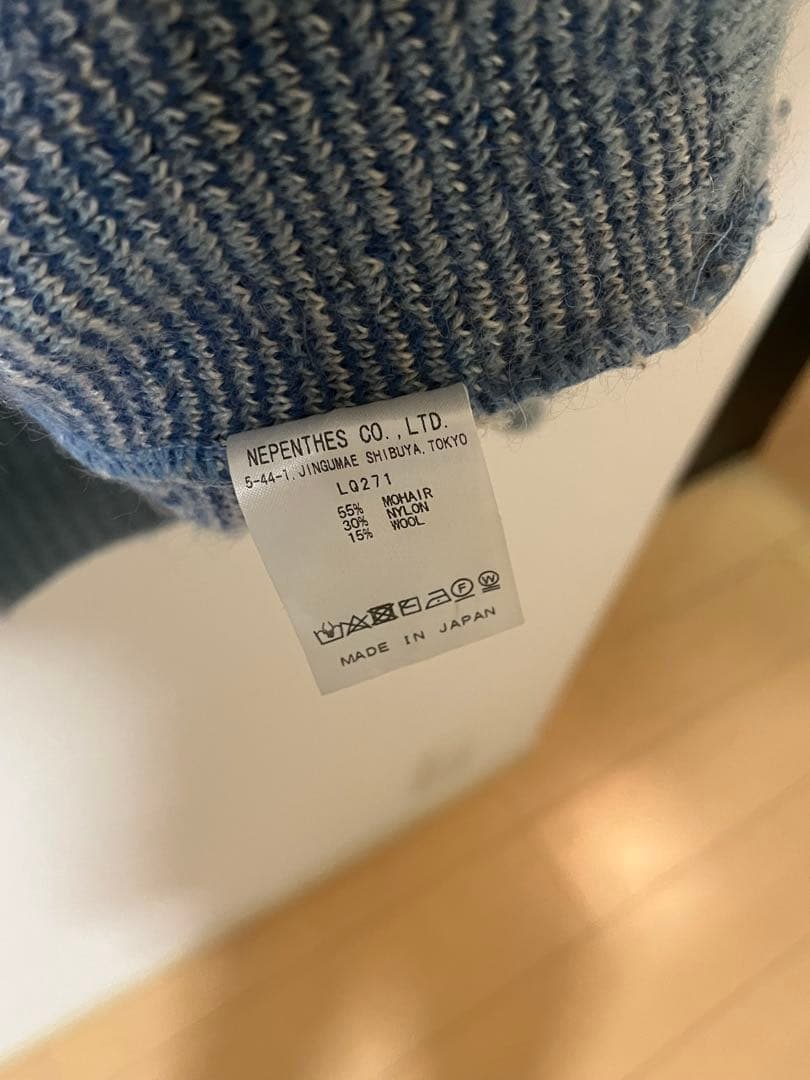 NEPENTHES CO.,LTD.
5-44-1, JINGUMAE SHIBUYA, TOKYO
LQ271
55% MOHAIR
30% NYLON
15% WOOL
F W
MADE IN JAPAN